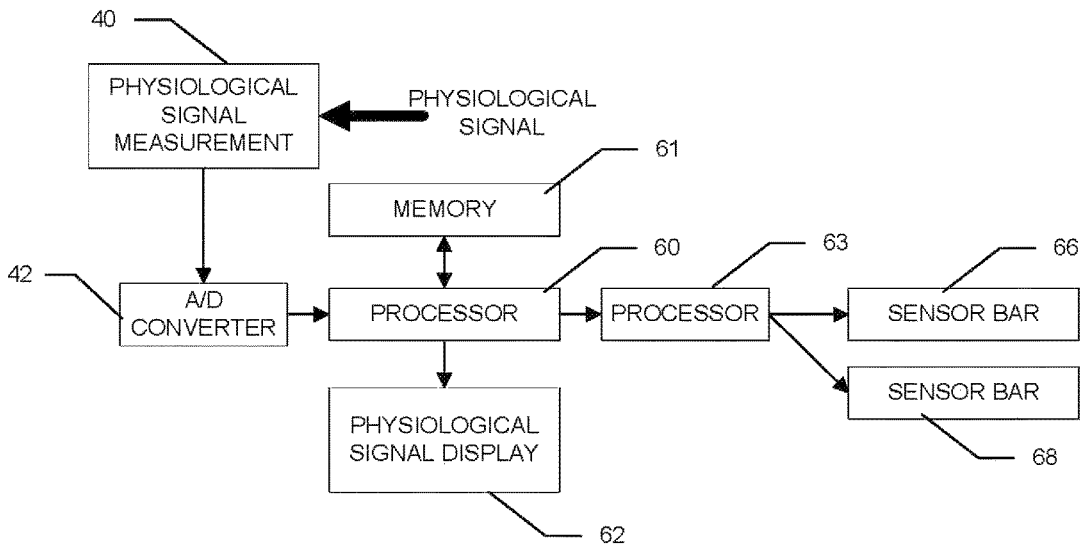 40
PHYSIOLOGICAL
SIGNAL
MEASUREMENT
PHYSIOLOGICAL
SIGNAL
61
MEMORY
42
A/D
CONVERTER
60
PROCESSOR
63
PROCESSOR
66
SENSOR BAR
SENSOR BAR
68
PHYSIOLOGICAL
SIGNAL DISPLAY
62